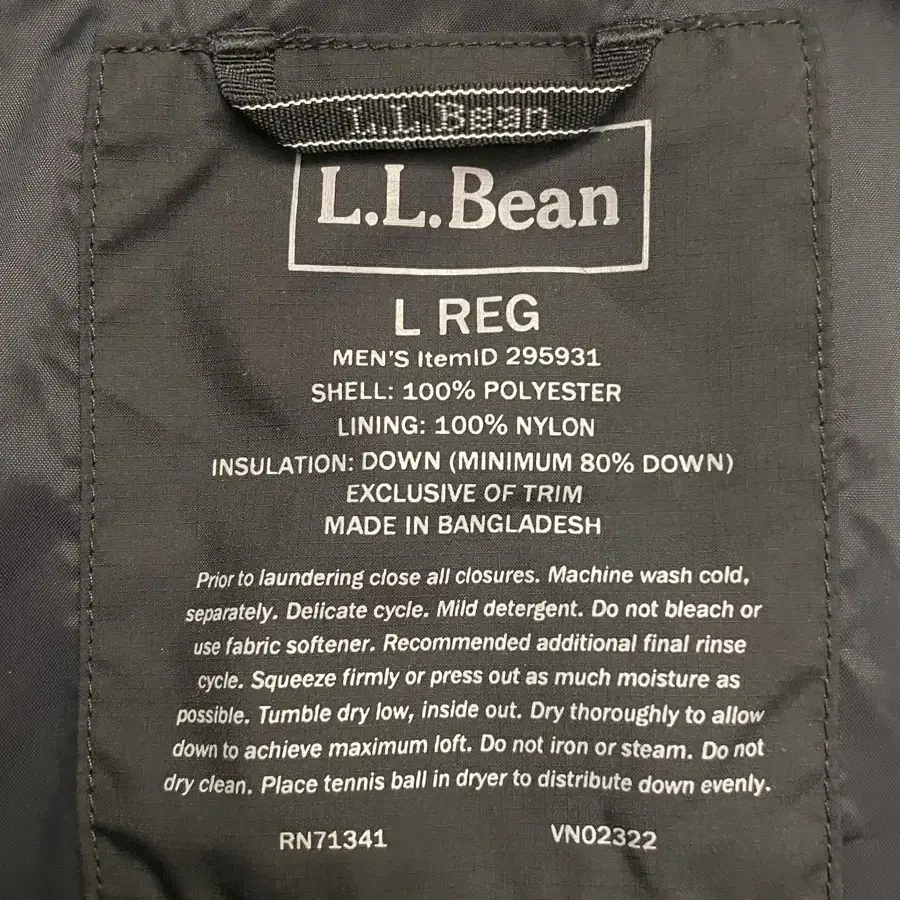 L.L.Bean
L.L.Bean
L REG
MEN'S ItemID 295931
SHELL: 100% POLYESTER
LINING: 100% NYLON
INSULATION: DOWN (MINIMUM 80% DOWN)
EXCLUSIVE OF TRIM
MADE IN BANGLADESH
Prior to laundering close all closures. Machine wash cold,
separately. Delicate cycle. Mild detergent. Do not bleach or
use fabric softener. Recommended additional final rinse
cycle. Squeeze firmly or press out as much moisture as
possible. Tumble dry low, inside out. Dry thoroughly to allow
down to achieve maximum loft. Do not iron or steam. Do not
dry clean. Place tennis ball in dryer to distribute down evenly.
RN71341 VN02322